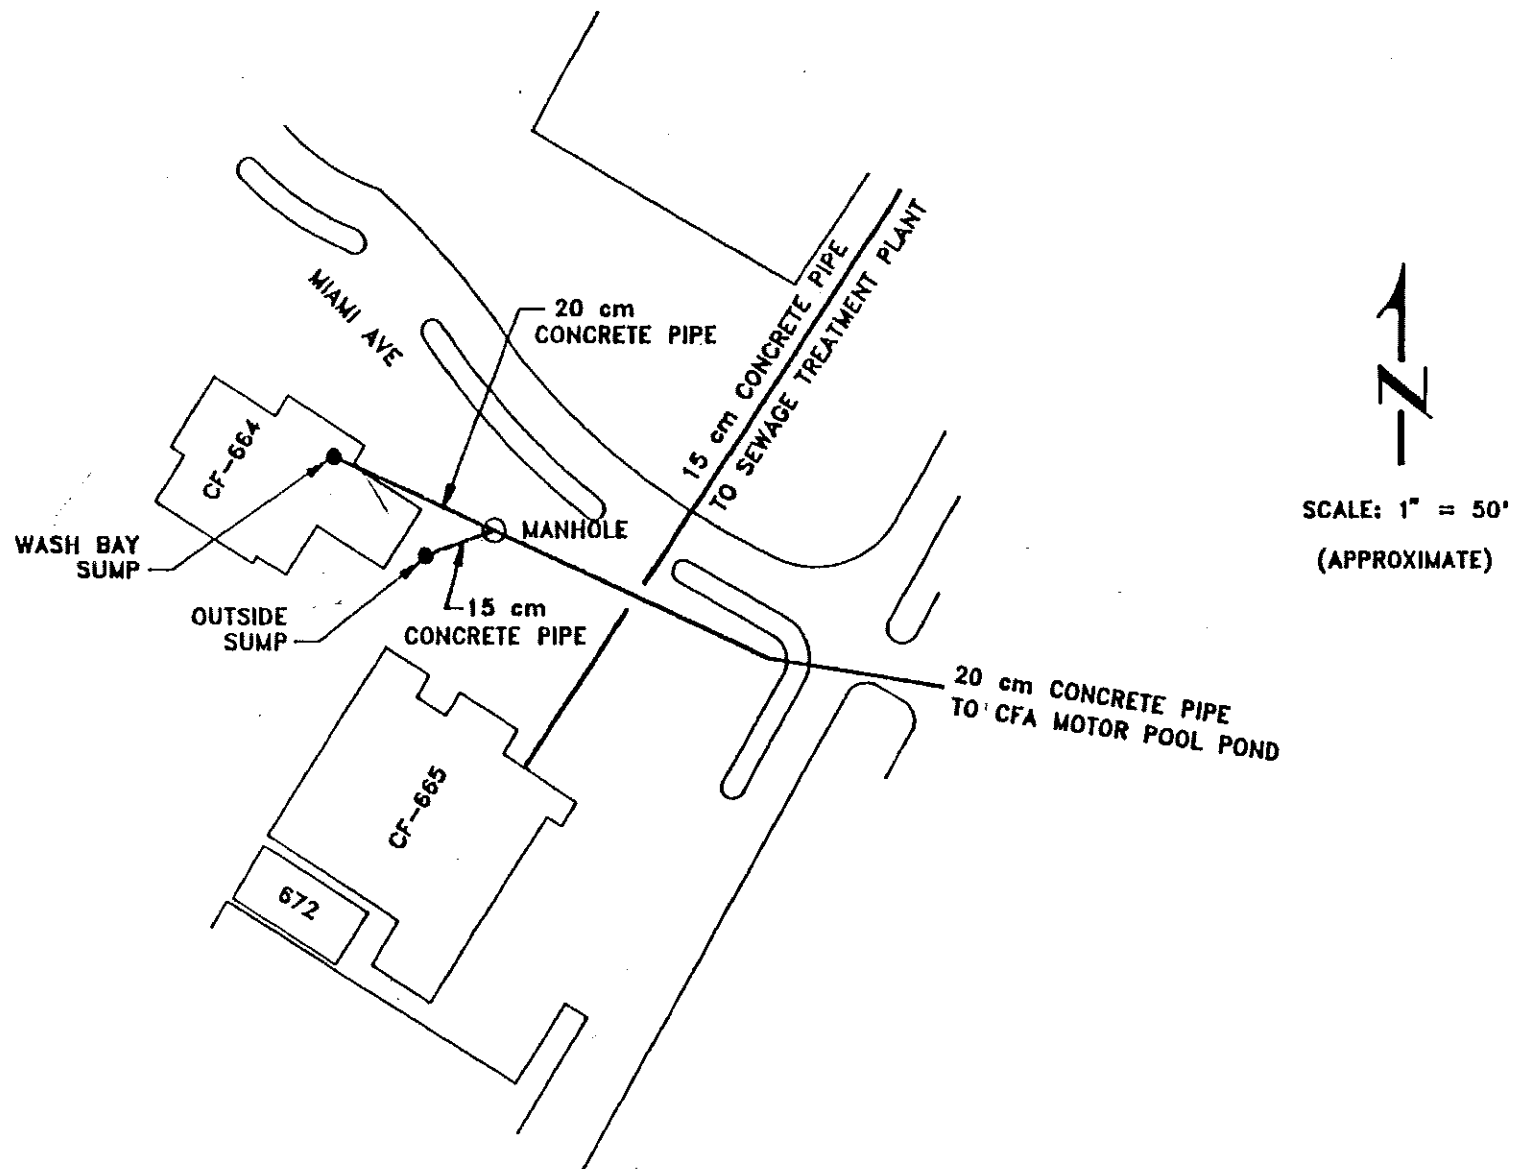 MIAMI AVE
20 cm
CONCRETE PIPE
15 cm CONCRETE PIPE
TO SEWAGE TREATMENT PLANT
N
SCALE: 1" = 50'
(APPROXIMATE)
CF-664
MANHOLE
WASH BAY
SUMP
OUTSIDE
SUMP
15 cm
CONCRETE PIPE
20 cm CONCRETE PIPE
TO CFA MOTOR POOL POND
CF-665
672